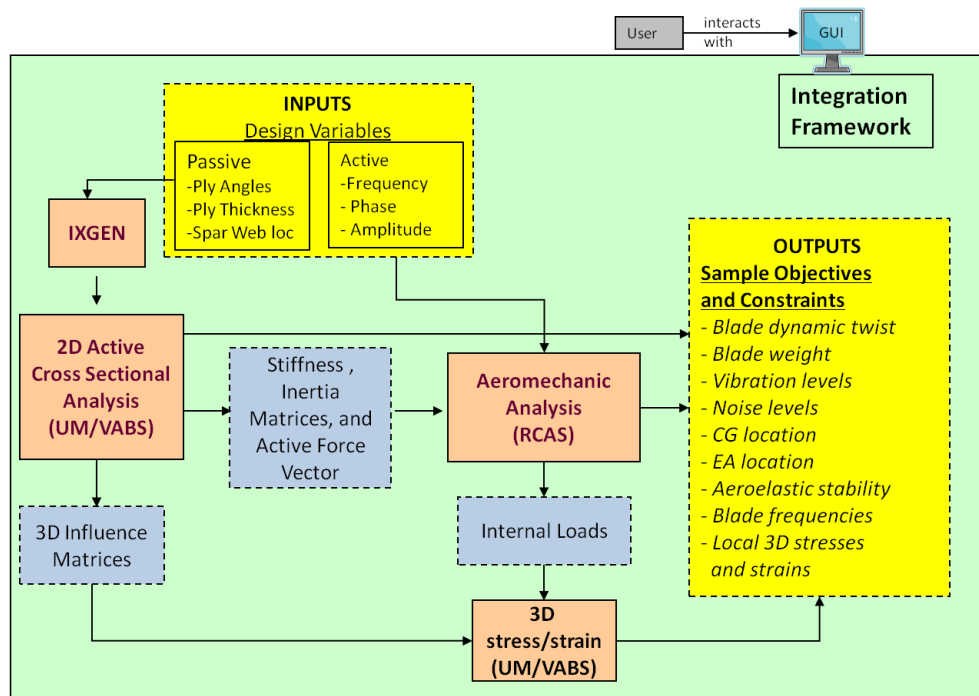 User
interacts
with
GUI
Integration
Framework
INPUTS
Design Variables
Passive
-Ply Angles
-Ply Thickness
-Spar Web loc
Active
-Frequency
- Phase
- Amplitude
IXGEN
2D Active
Cross Sectional
Analysis
(UM/VABS)
Stiffness ,
Inertia
Matrices, and
Active Force
Vector
Aeromechanic
Analysis
(RCAS)
OUTPUTS
Sample Objectives
and Constraints
- Blade dynamic twist
- Blade weight
- Vibration levels
- Noise levels
- CG location
- EA location
- Aeroelastic stability
- Blade frequencies
- Local 3D stresses
and strains
3D Influence
Matrices
Internal Loads
3D
stress/strain
(UM/VABS)